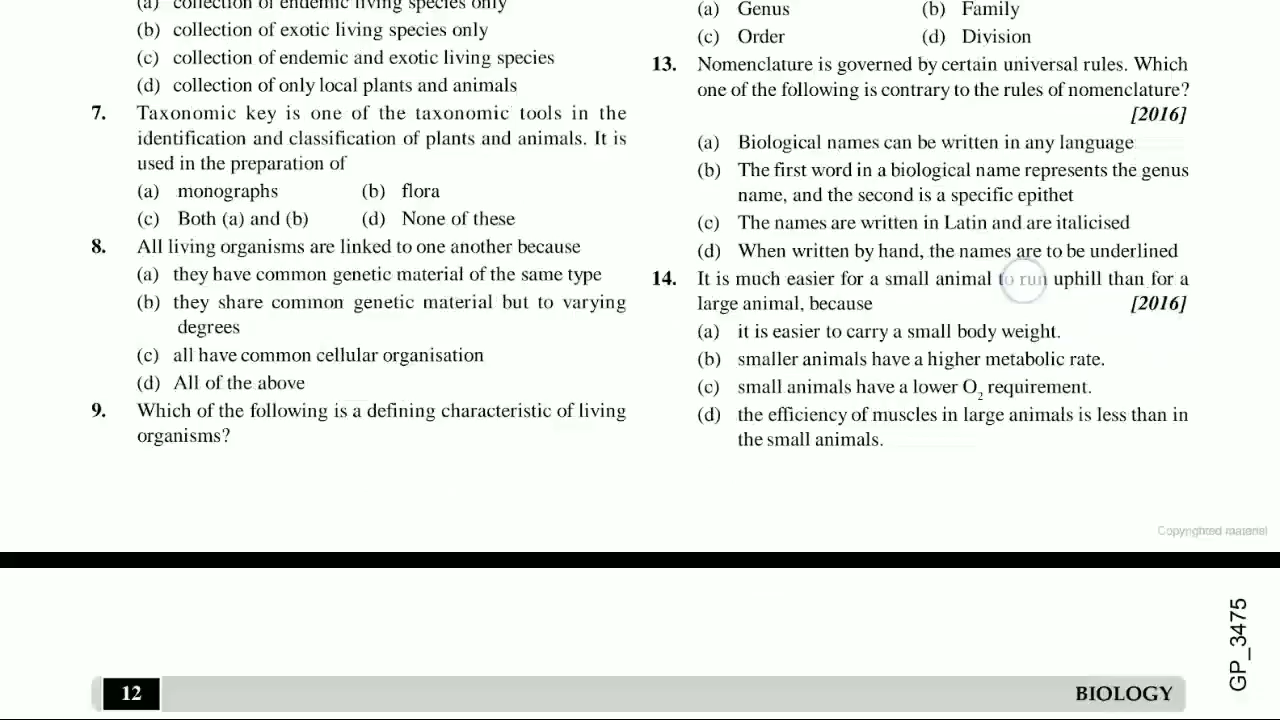 (a) collection of endemic living species only
(b) collection of exotic living species only
(c) collection of endemic and exotic living species
(d) collection of only local plants and animals
7. Taxonomic key is one of the taxonomic tools in the
identification and classification of plants and animals. It is
used in the preparation of
(a) monographs (b) flora
(c) Both (a) and (b) (d) None of these
8. All living organisms are linked to one another because
(a) they have common genetic material of the same type
(b) they share common genetic material but to varying
degrees
(c) all have common cellular organisation
(d) All of the above
9. Which of the following is a defining characteristic of living
organisms?
(a) Genus (b) Family
(c) Order (d) Division
13. Nomenclature is governed by certain universal rules. Which
one of the following is contrary to the rules of nomenclature?
[2016]
(a) Biological names can be written in any language
(b) The first word in a biological name represents the genus
name, and the second is a specific epithet
(c) The names are written in Latin and are italicised
(d) When written by hand, the names are to be underlined
14. It is much easier for a small animal to run uphill than for a
large animal, because [2016]
(a) it is easier to carry a small body weight.
(b) smaller animals have a higher metabolic rate.
(c) small animals have a lower O₂ requirement.
(d) the efficiency of muscles in large animals is less than in
the small animals.
Copyrighted material
GP_3475
12 BIOLOGY